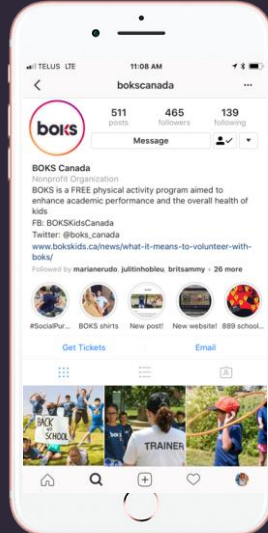 TELUS LTE 11:08 AM
bokscanada
boks
511 465 139
posts followers following
Message
BOKS Canada
Nonprofit Organization
BOKS is a FREE physical activity program aimed to
enhance academic performance and the overall health of
kids
FB: BOKSKidsCanada
Twitter: @boks_canada
www.bokskids.ca/news/what-it-means-to-volunteer-with-
boks/
Followed by marianerudo, julitinhobleu, britsammy + 26 more
#SocialPur... BOKS shirts New post! New website! 889 school...
Get Tickets Email
BACK
SCHOOL
TRAINER